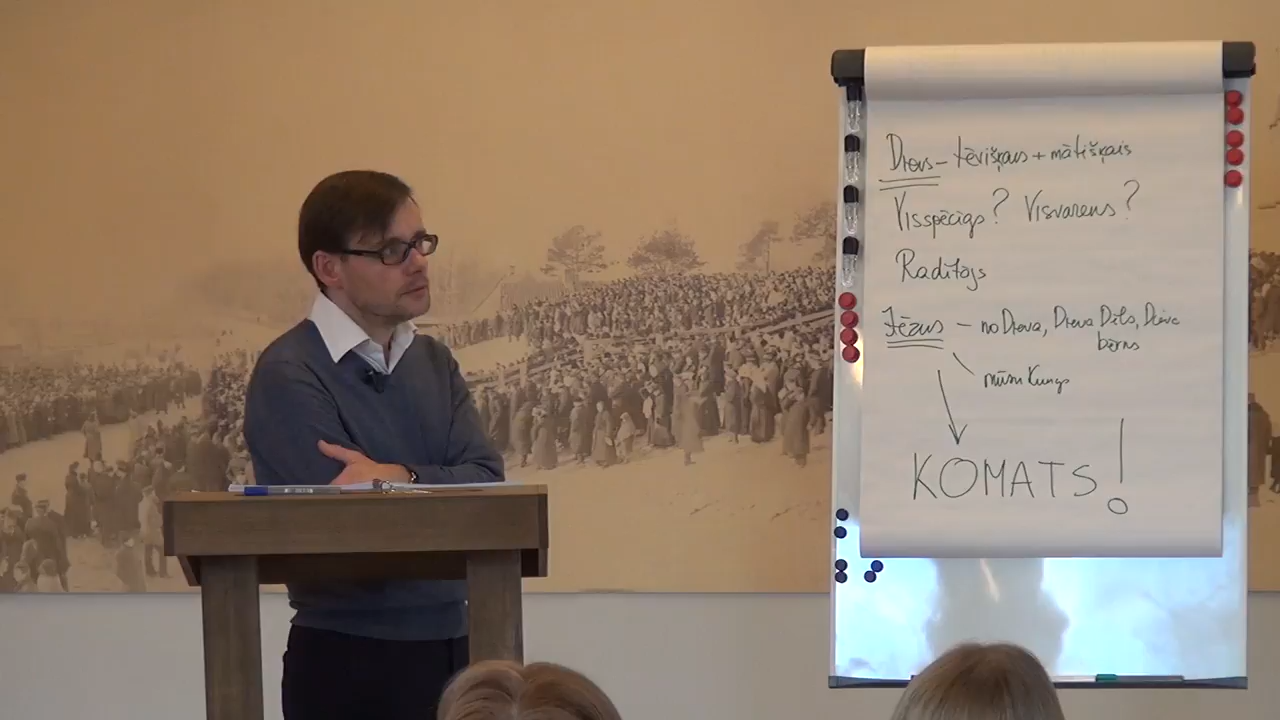 Dievs – tēvišķais + mātišķais
Visspēcīgs? Visvarens?
Radītājs
Jēzus – no Dieva, Dieva Dēls, Dieva
bērns
mūsu Kungs
KOMATS!